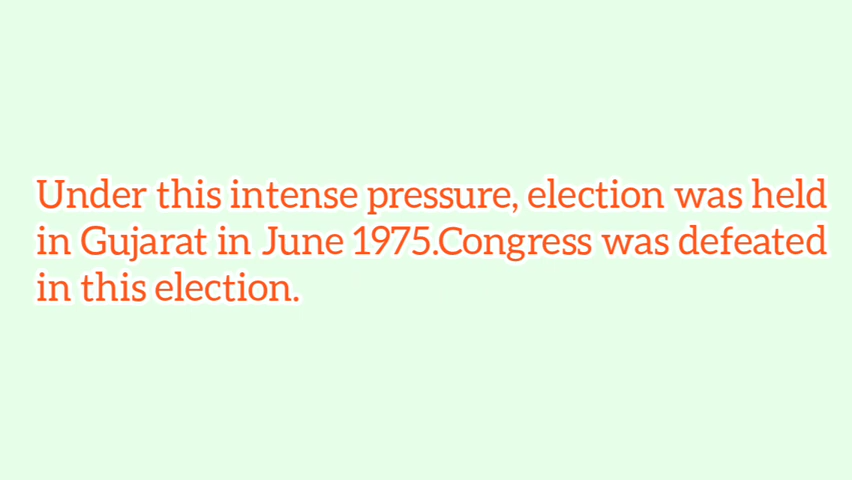 Under this intense pressure, election was held
in Gujarat in June 1975.Congress was defeated
in this election.